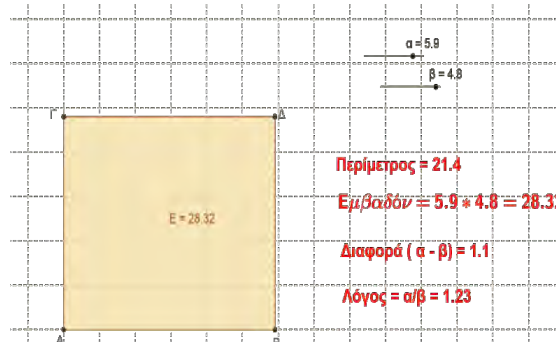 α = 5.9
β = 4.8
Γ
Δ
Περίμετρος = 21.4
Εμβαδόν = 5.9 * 4.8 = 28.32
E = 28.32
Διαφορά ( α - β) = 1.1
Λόγος = α/β = 1.23